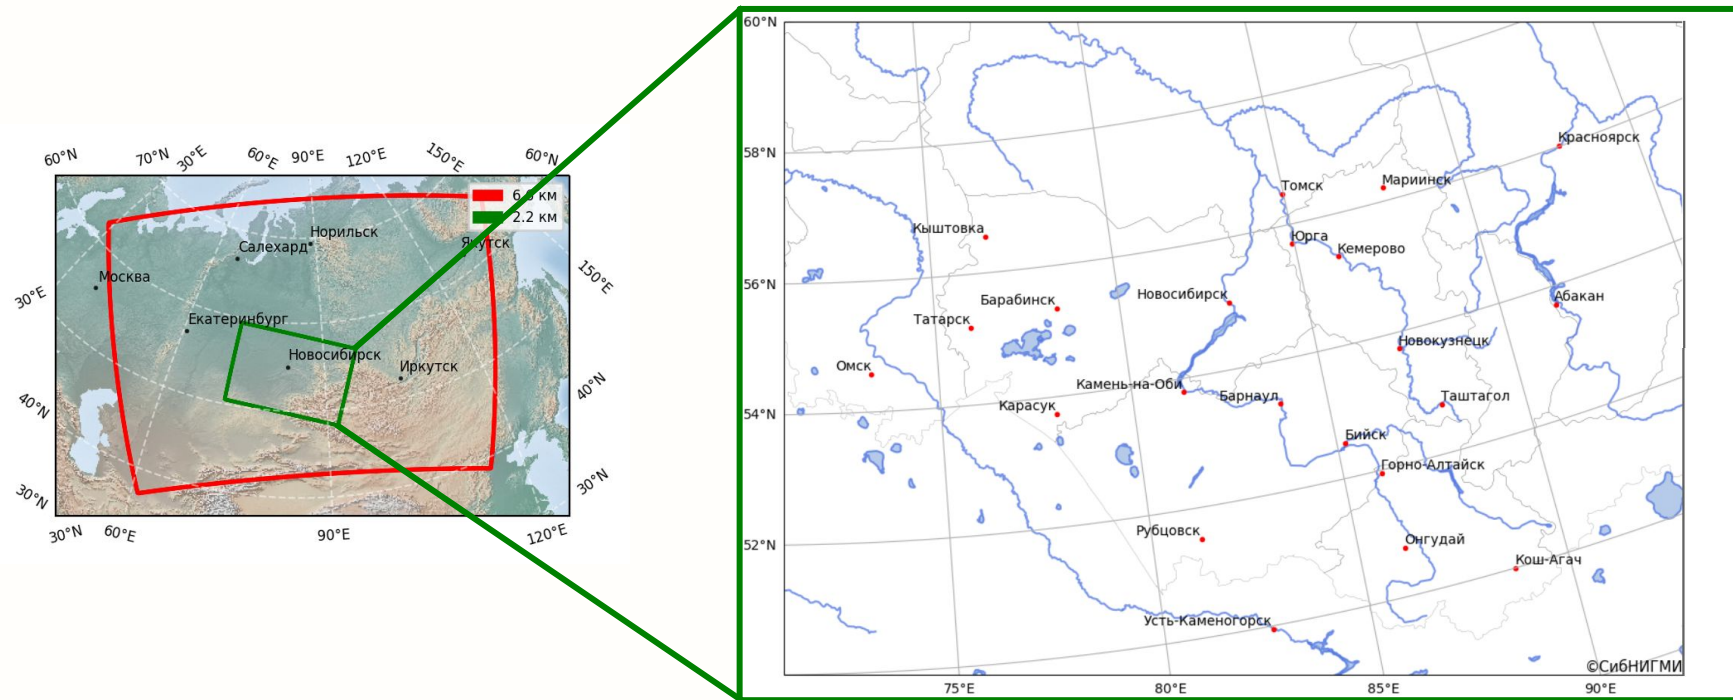 60°N
70°N
30°E
60°E
90°E
120°E
150°E
60°N
6.6 км
2.2 км
Норильск
Салехард
Якутск
Москва
150°E
30°E
Екатеринбург
Новосибирск
Иркутск
40°N
40°N
30°N
30°N
30°N
60°E
90°E
120°E
60°N
58°N
56°N
54°N
52°N
Красноярск
Томск
Мариинск
Кыштовка
Юрга
Кемерово
Новосибирск
Абакан
Барабинск
Татарск
Новокузнецк
Омск
Камень-на-Оби
Барнаул
Таштагол
Карасук
Бийск
Горно-Алтайск
Рубцовск
Онгудай
Кош-Агач
Усть-Каменогорск
©СибНИГМИ
75°E
80°E
85°E
90°E